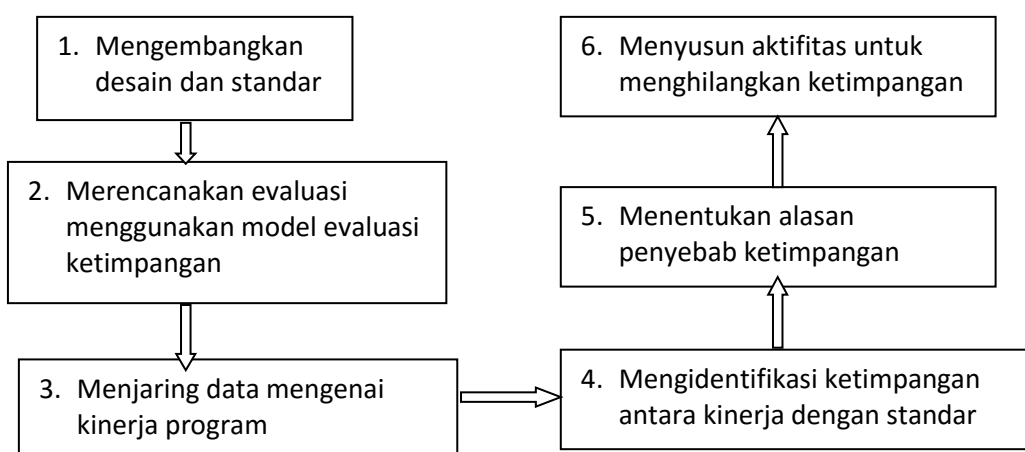 1. Mengembangkan
desain dan standar
2. Merencanakan evaluasi
menggunakan model evaluasi
ketimpangan
3. Menjaring data mengenai
kinerja program
4. Mengidentifikasi ketimpangan
antara kinerja dengan standar
5. Menentukan alasan
penyebab ketimpangan
6. Menyusun aktifitas untuk
menghilangkan ketimpangan